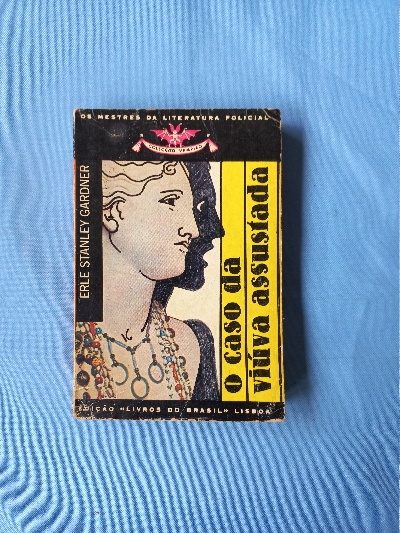 OS MESTRES DA LITERATURA POLICIAL
COLECÇÃO VAMPIRO
ERLE STANLEY GARDNER
o caso da
viúva assustada
EDIÇÃO «LIVROS DO BRASIL» LISBOA